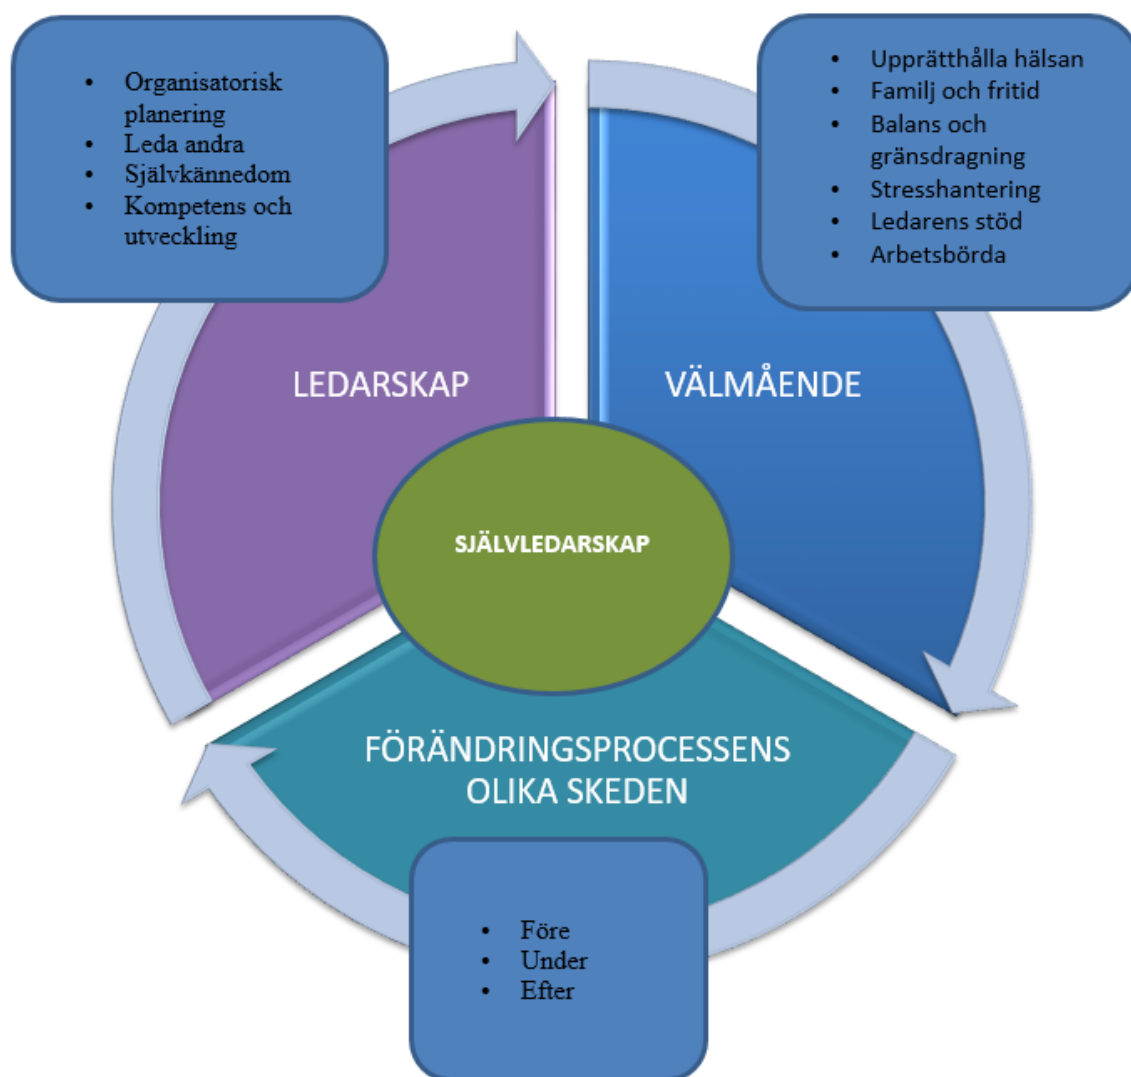 • Organisatorisk
planering
• Leda andra
• Självkännedom
• Kompetens och
utveckling
• Upprätthålla hälsan
• Familj och fritid
• Balans och
gränsdragning
• Stresshantering
• Ledarens stöd
• Arbetsbörda
LEDARSKAP
VÄLMÅENDE
SJÄLVLEDARSKAP
FÖRÄNDRINGSPROCESSENS
OLIKA SKEDEN
• Före
• Under
• Efter